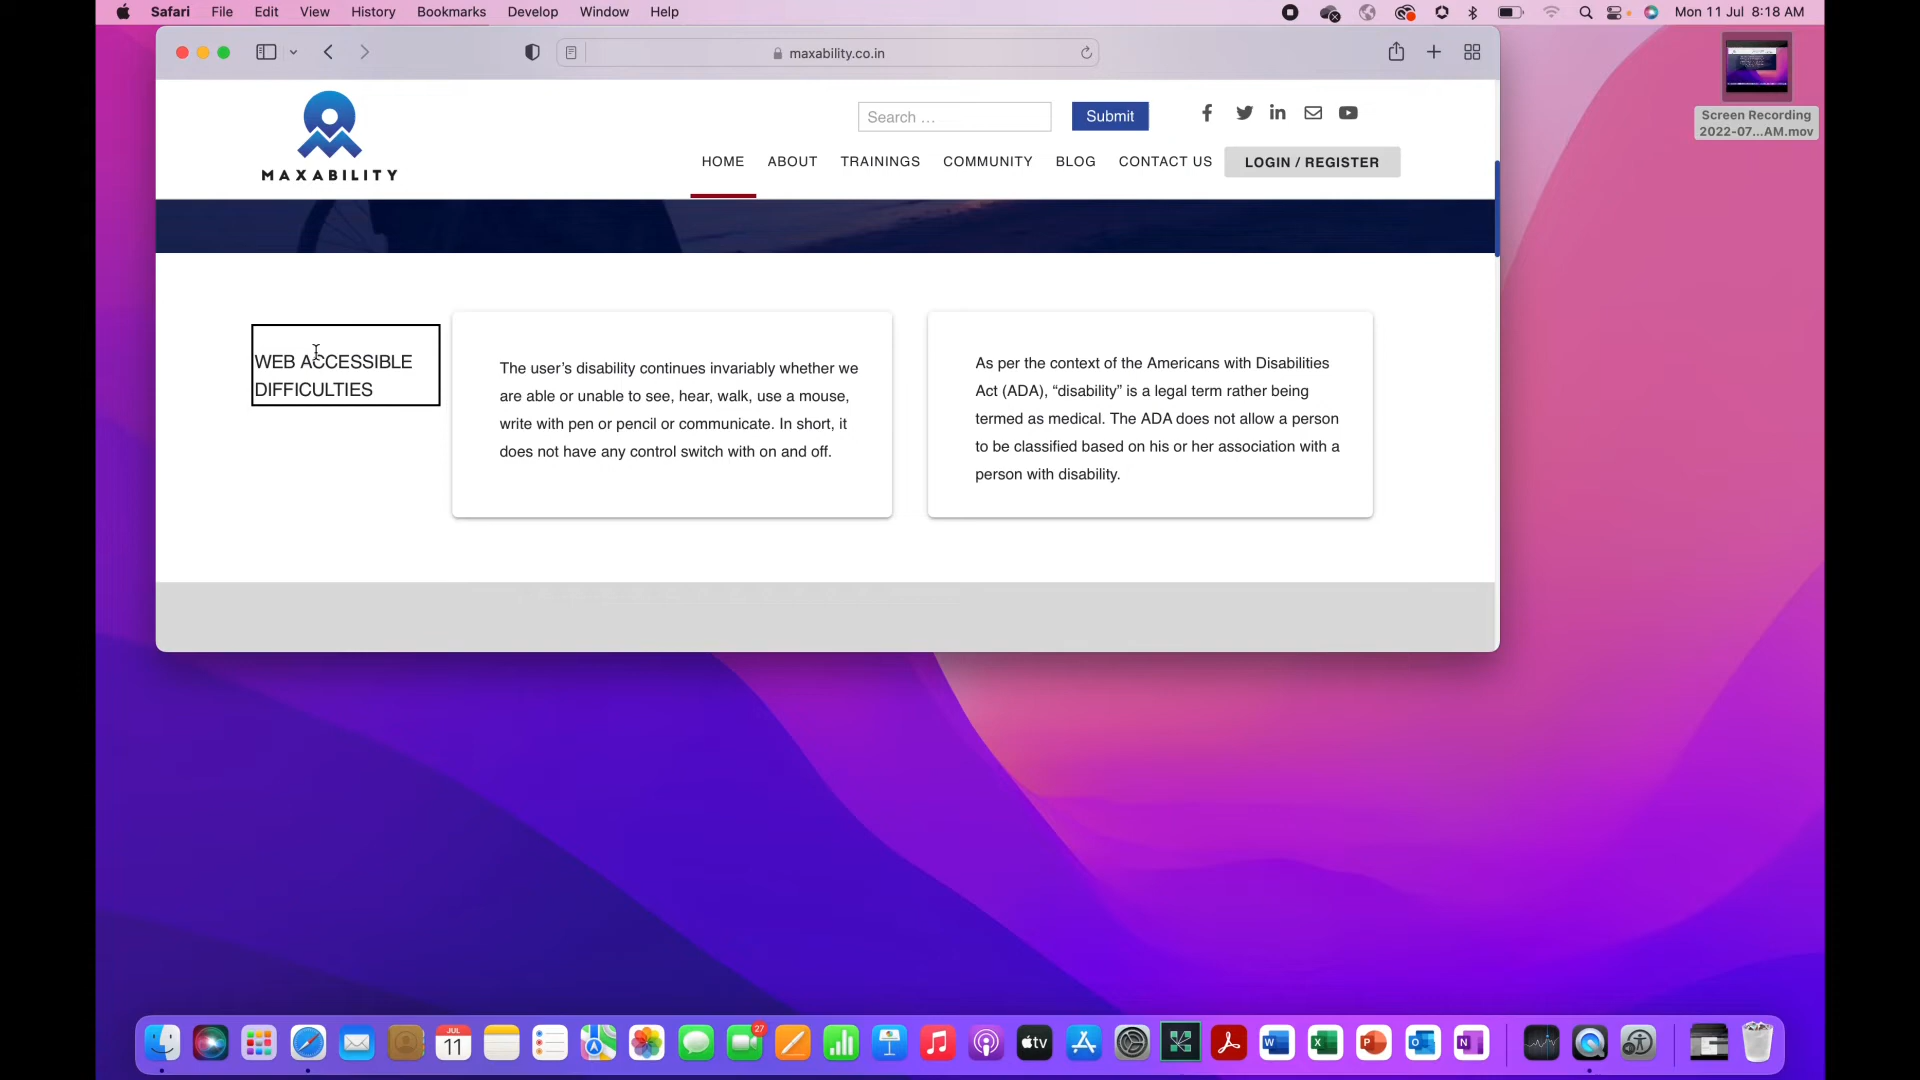 Safari File Edit View History Bookmarks Develop Window Help
Mon 11 Jul 8:18 AM
maxability.co.in
Screen Recording
2022-07...AM.mov
MAXABILITY
Search …
Submit
HOME ABOUT TRAININGS COMMUNITY BLOG CONTACT US LOGIN / REGISTER
WEB ACCESSIBLE
DIFFICULTIES
The user’s disability continues invariably whether we
are able or unable to see, hear, walk, use a mouse,
write with pen or pencil or communicate. In short, it
does not have any control switch with on and off.
As per the context of the Americans with Disabilities
Act (ADA), “disability” is a legal term rather being
termed as medical. The ADA does not allow a person
to be classified based on his or her association with a
person with disability.
JUL
11
27
tv
W
X
P
O
N